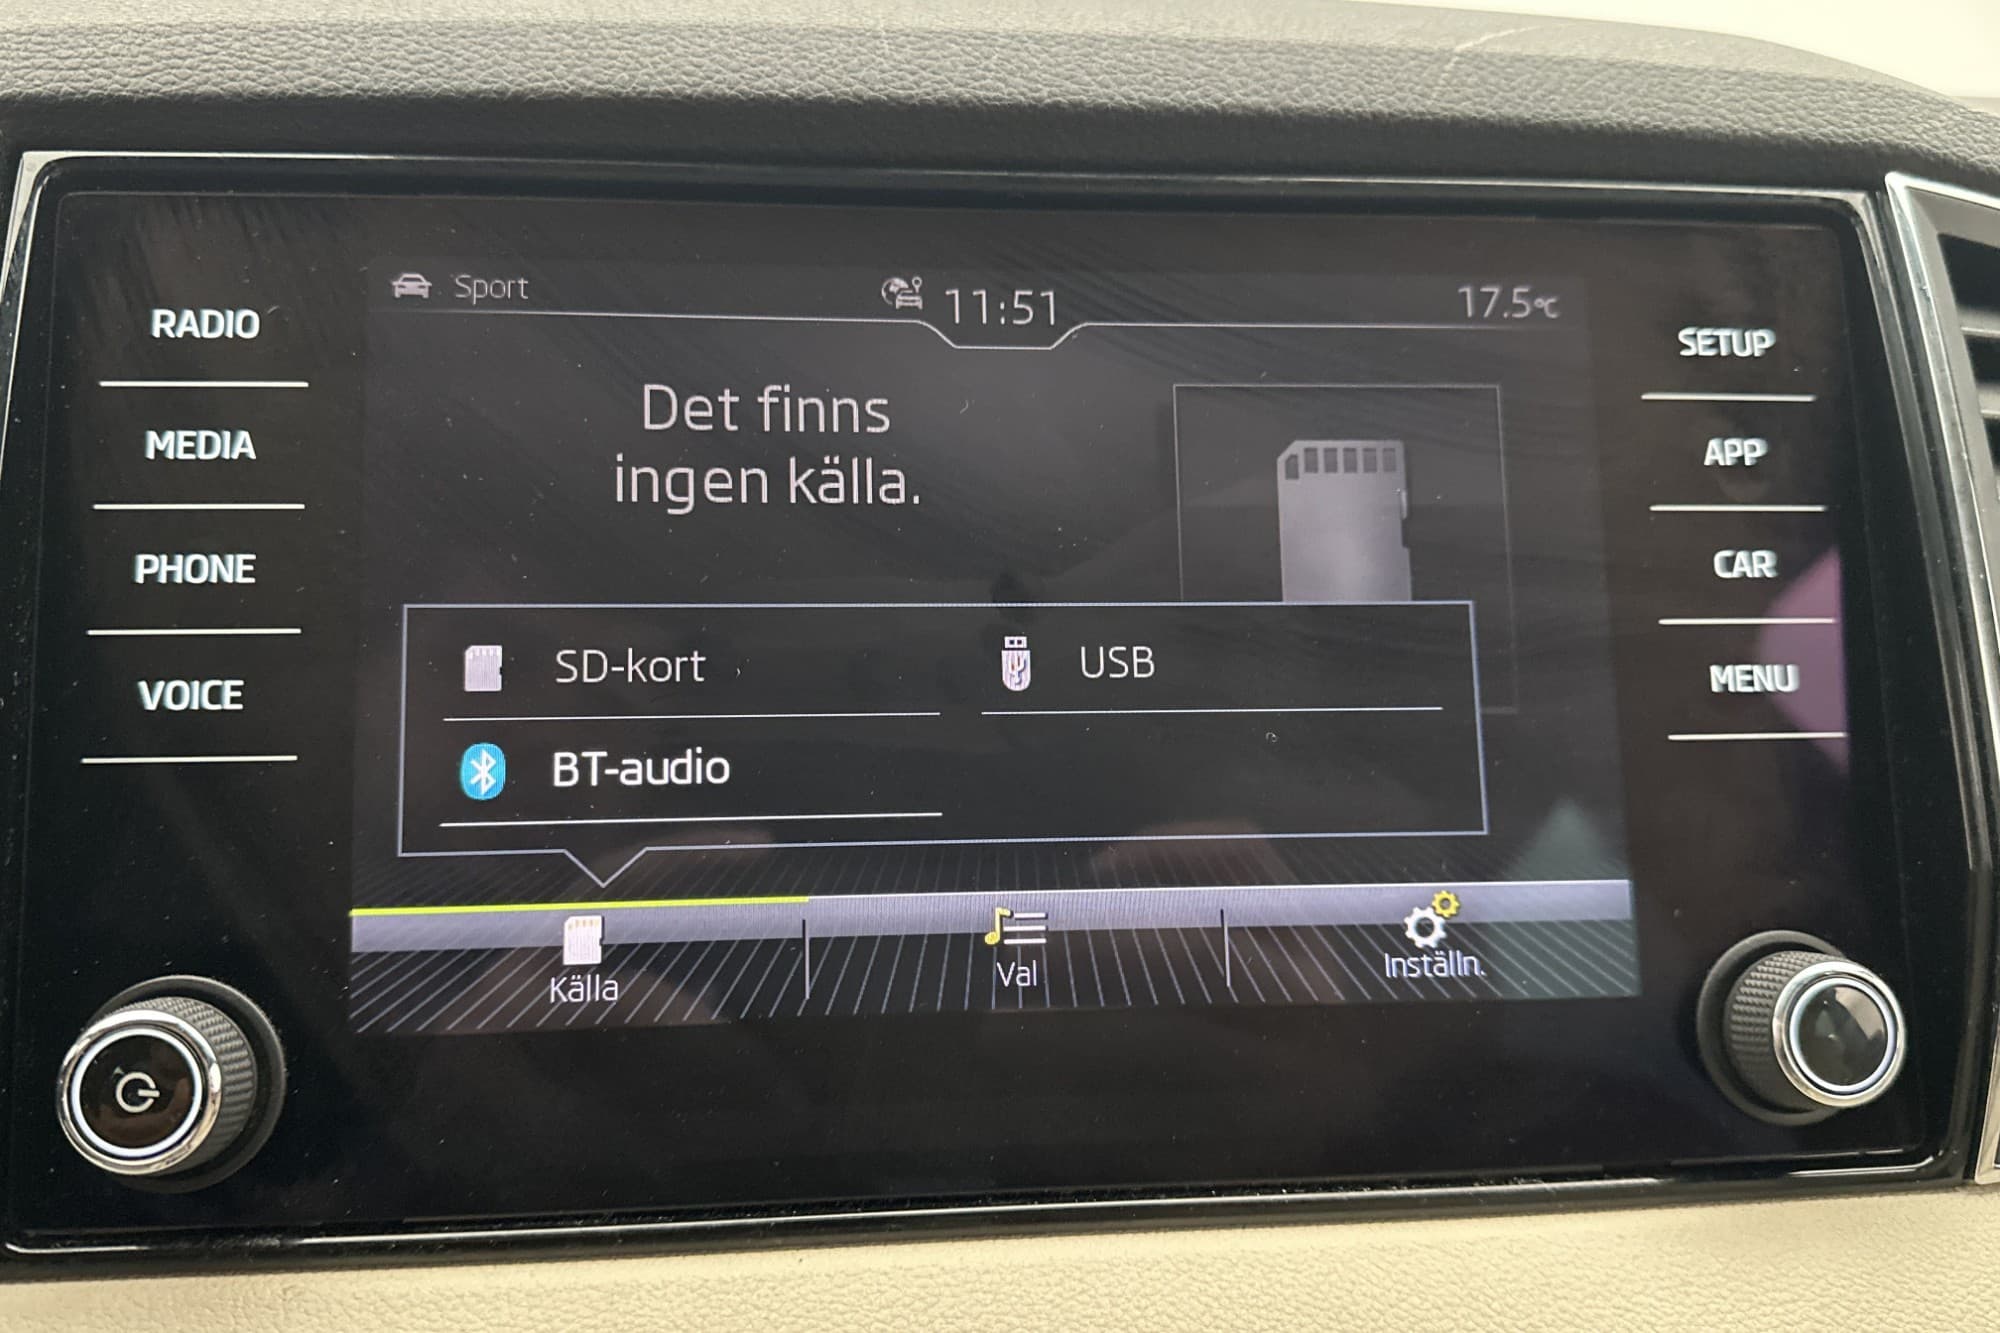 Sport
11:51
17.5°C
RADIO
MEDIA
PHONE
VOICE
Det finns
ingen källa.
SD-kort
USB
BT-audio
Källa
Val
Inställn.
SETUP
APP
CAR
MENU